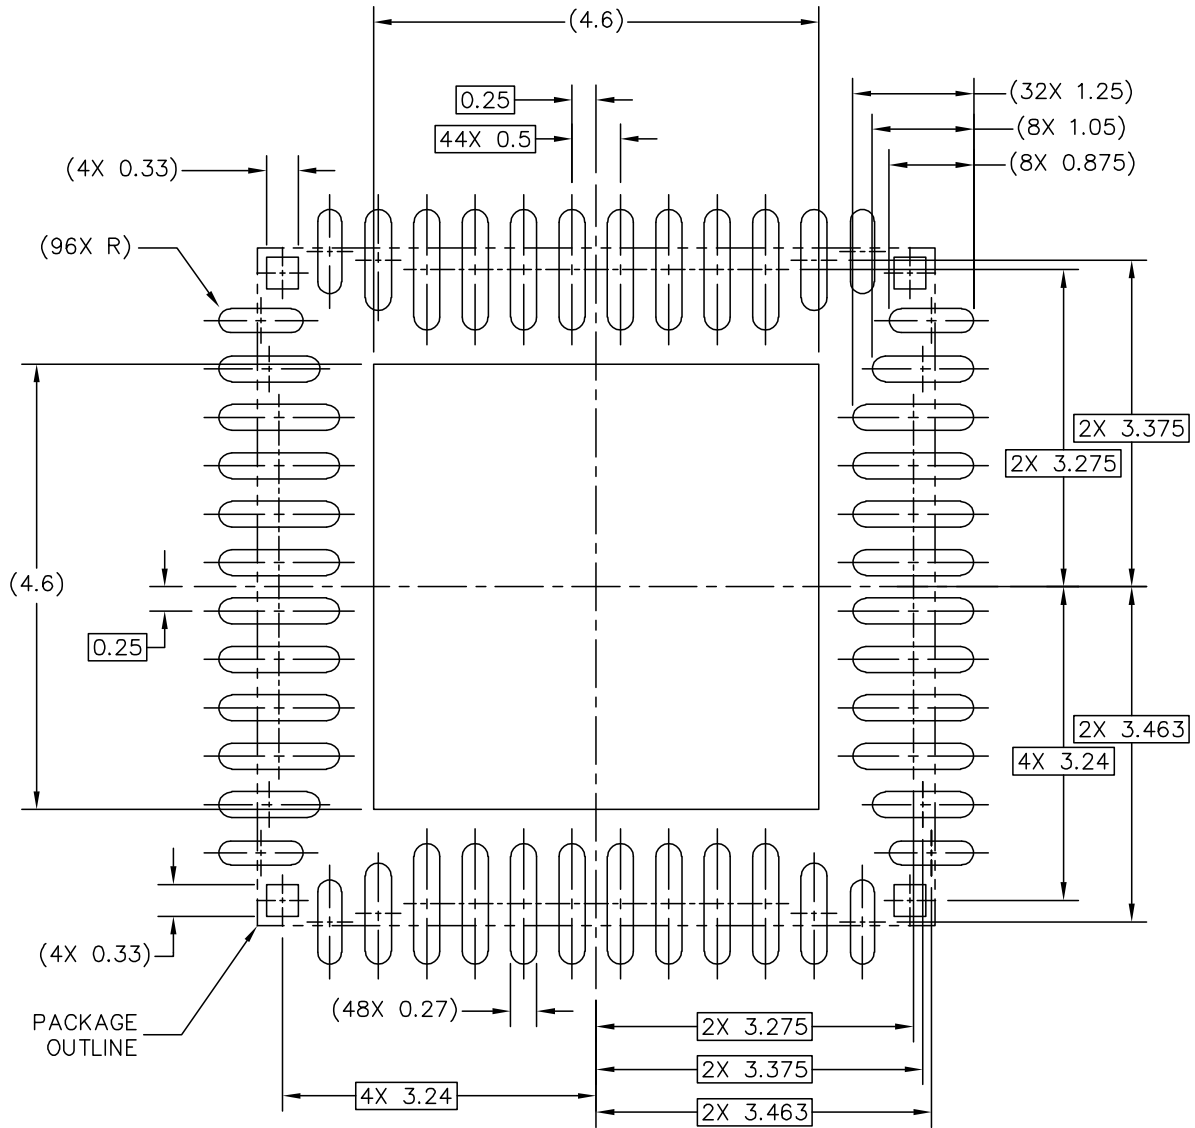 (4.6)
0.25
(32X 1.25)
44X 0.5
(8X 1.05)
(4X 0.33)
(8X 0.875)
(96X R)
2X 3.375
2X 3.275
(4.6)
0.25
2X 3.463
4X 3.24
(4X 0.33)
(48X 0.27)
PACKAGE
OUTLINE
2X 3.275
2X 3.375
4X 3.24
2X 3.463